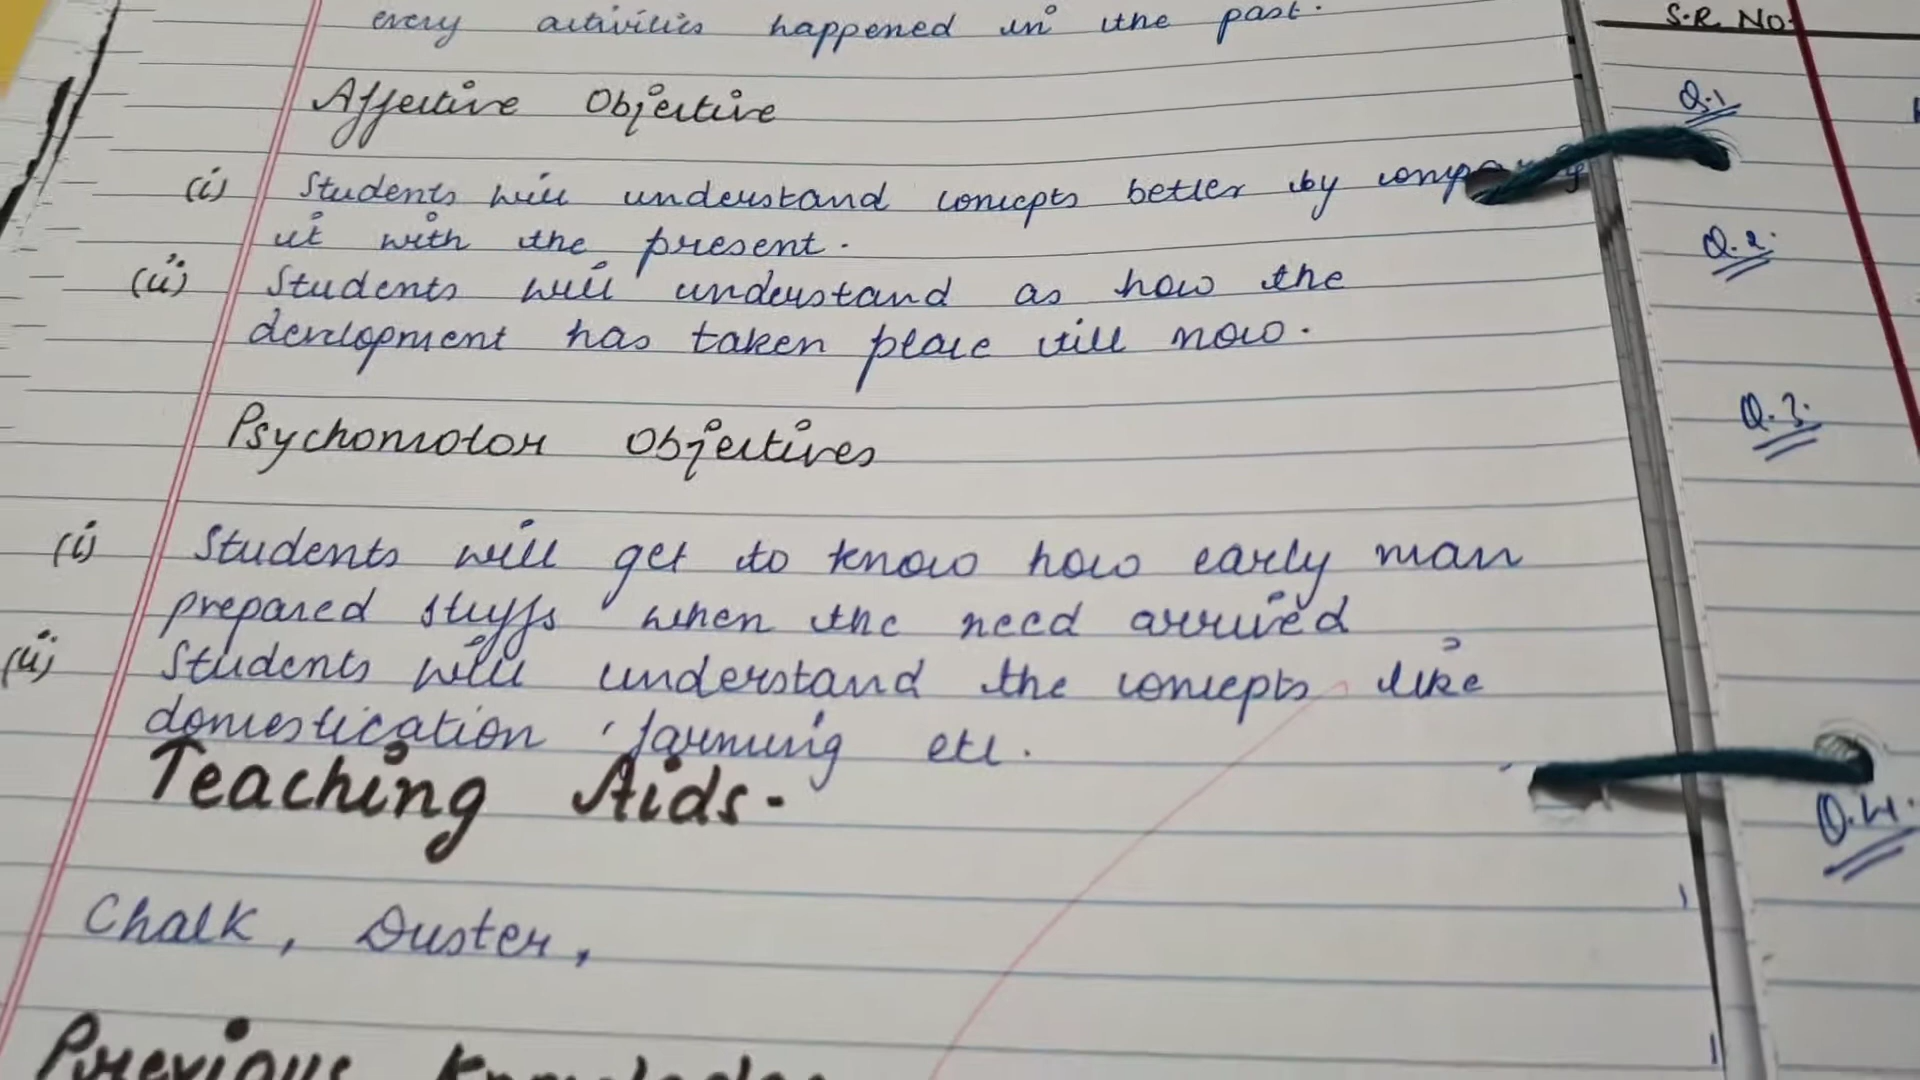 every activities happened in the past.
Affective Objective
(i) Students will understand concepts better by comparing
it with the present.
(ii) Students will understand as how the
development has taken place till now.
Psychomotor Objectives
(i) Students will get to know how early man
prepared stuffs when the need arrived
(ii) Students will understand the concepts like
domestication, farming etc.
Teaching Aids.
Chalk, Duster,
Previous Knowledge
S.R. No.
Q.1
Q.2.
Q.3.
Q.4.